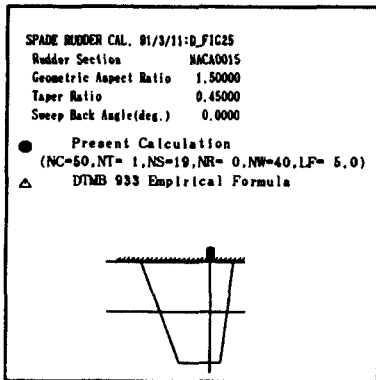 SPADE RUDDER CAL. 91/3/11:D_FIG25
Rudder Section NACA0015
Geometric Aspect Ratio 1.50000
Taper Ratio 0.45000
Sweep Back Angle(deg.) 0.0000
Present Calculation
(NC=50,NT= 1,NS=19,NR= 0,NW=40,LF= 5.0)
DTMB 933 Empirical Formula